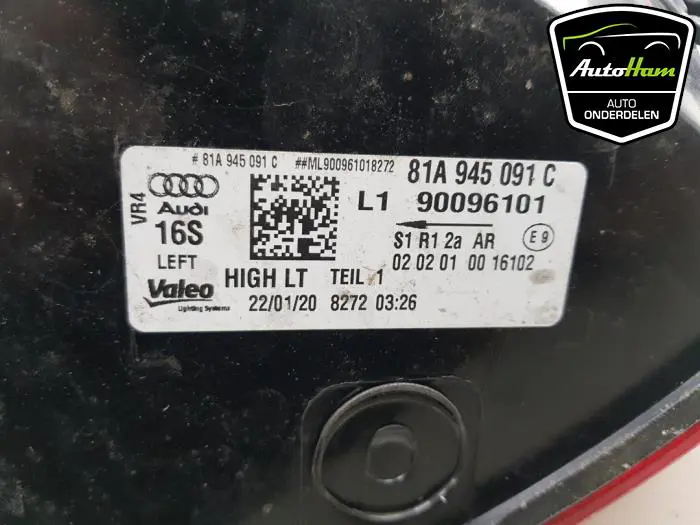 AutoHam
AUTO
ONDERDELEN
# 81A 945 091 C ##ML900961018272
81A 945 091 C
VR4
Audi
16S
LEFT
Valeo
Lighting Systems
L1 90096101
S1 R1 2a AR E9
02 02 01 00 16102
HIGH LT TEIL 1
22/01/20 8272 03:26